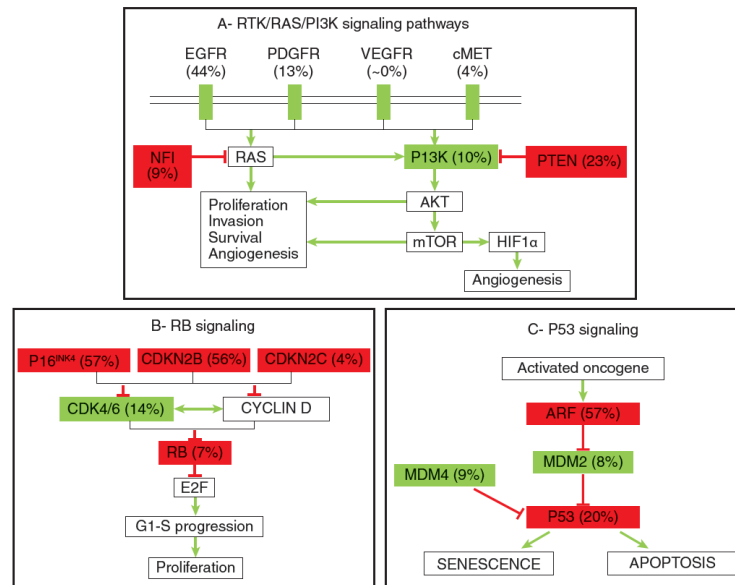 A- RTK/RAS/PI3K signaling pathways
EGFR
(44%)
PDGFR
(13%)
VEGFR
(~0%)
cMET
(4%)
NFI
(9%)
RAS
P13K (10%)
PTEN (23%)
Proliferation
Invasion
Survival
Angiogenesis
AKT
mTOR
HIF1α
Angiogenesis
B- RB signaling
P16INK4 (57%)
CDKN2B (56%)
CDKN2C (4%)
CDK4/6 (14%)
CYCLIN D
RB (7%)
E2F
G1-S progression
Proliferation
C- P53 signaling
Activated oncogene
ARF (57%)
MDM2 (8%)
MDM4 (9%)
P53 (20%)
SENESCENCE
APOPTOSIS